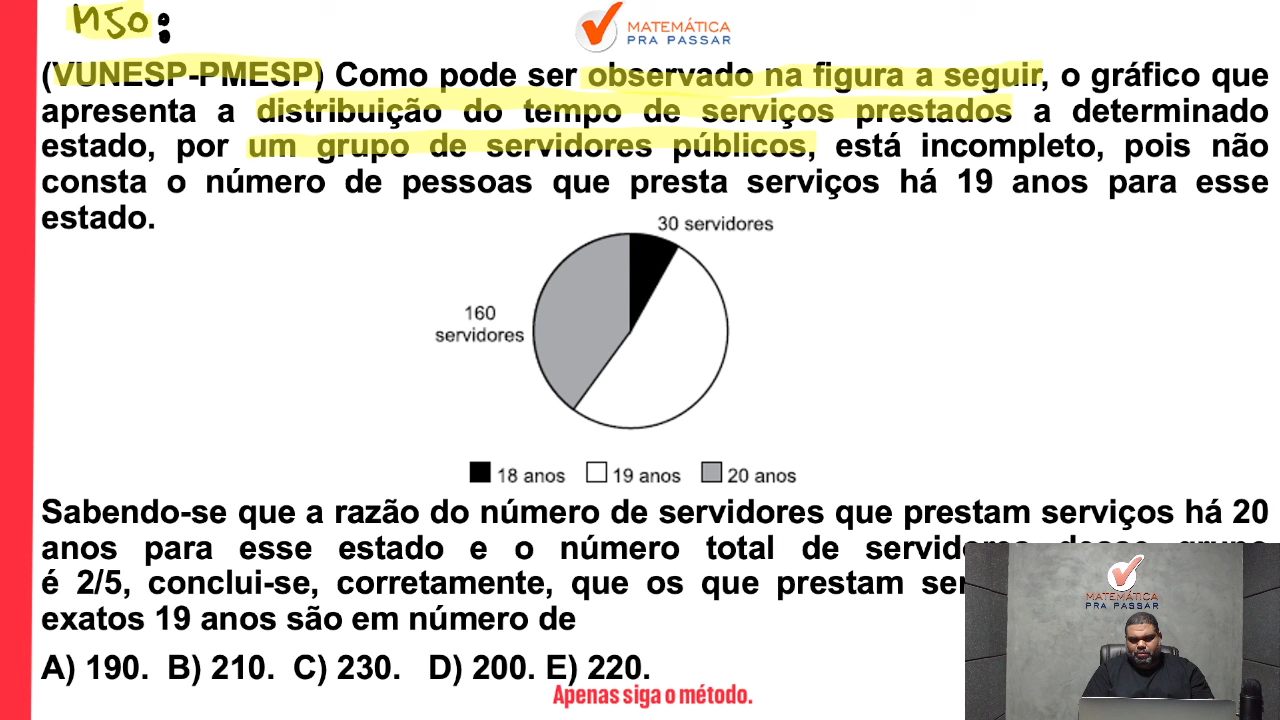 MJO:
MATEMÁTICA
PRA PASSAR
(VUNESP-PMESP) Como pode ser observado na figura a seguir, o gráfico que
apresenta a distribuição do tempo de serviços prestados a determinado
estado, por um grupo de servidores públicos, está incompleto, pois não
consta o número de pessoas que presta serviços há 19 anos para esse
estado.
30 servidores
160
servidores
18 anos 19 anos 20 anos
Sabendo-se que a razão do número de servidores que prestam serviços há 20
anos para esse estado e o número total de
é 2/5, conclui-se, corretamente, que os que prestam
exatos 19 anos são em número de
A) 190. B) 210. C) 230. D) 200. E) 220.
Apenas siga o método.
MATEMÁTICA
PRA PASSAR